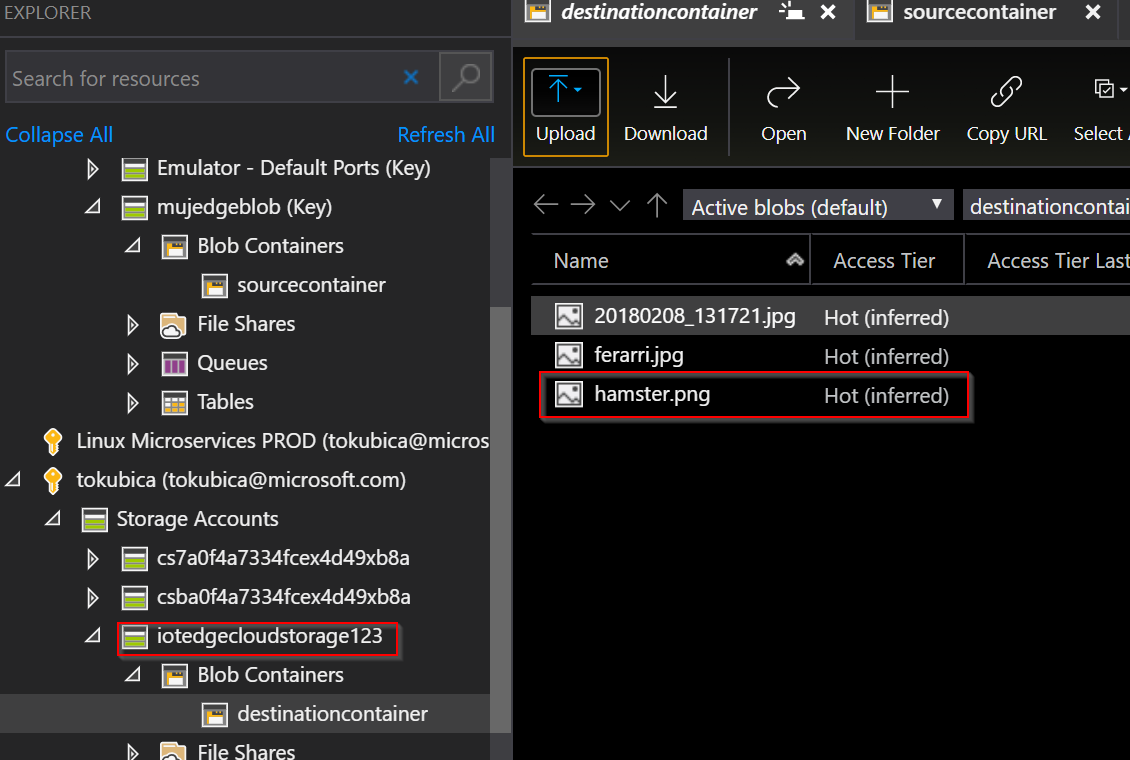 EXPLORER
Search for resources
Collapse All Refresh All
Emulator - Default Ports (Key)
mujedgeblob (Key)
Blob Containers
sourcecontainer
File Shares
Queues
Tables
Linux Microservices PROD (tokubica@micros
tokubica (tokubica@microsoft.com)
Storage Accounts
cs7a0f4a7334fcex4d49xb8a
csba0f4a7334fcex4d49xb8a
iotedgecloudstorage123
Blob Containers
destinationcontainer
File Shares
destinationcontainer sourcecontainer
Upload Download Open New Folder Copy URL Select A
Active blobs (default) destinationcontai
Name Access Tier Access Tier Last
20180208_131721.jpg Hot (inferred)
ferarri.jpg Hot (inferred)
hamster.png Hot (inferred)